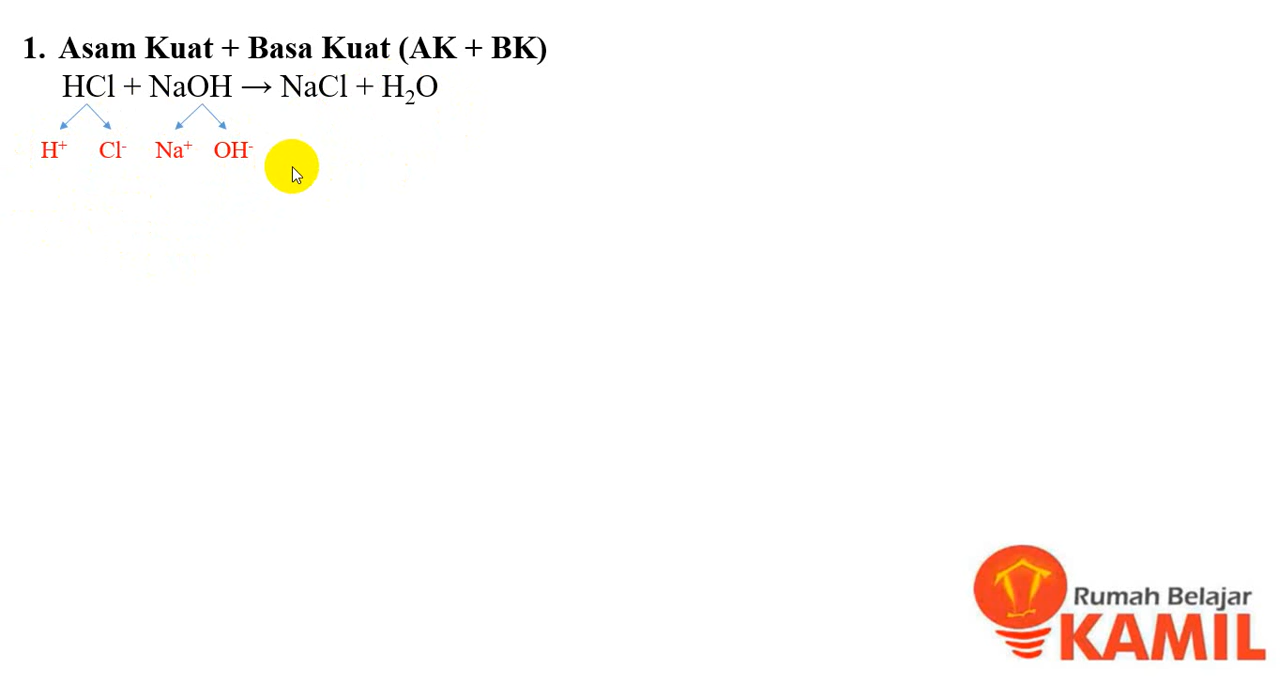 1. Asam Kuat + Basa Kuat (AK + BK)
HCl + NaOH → NaCl + H₂O
H⁺ Cl⁻ Na⁺ OH⁻
Rumah Belajar
KAMIL